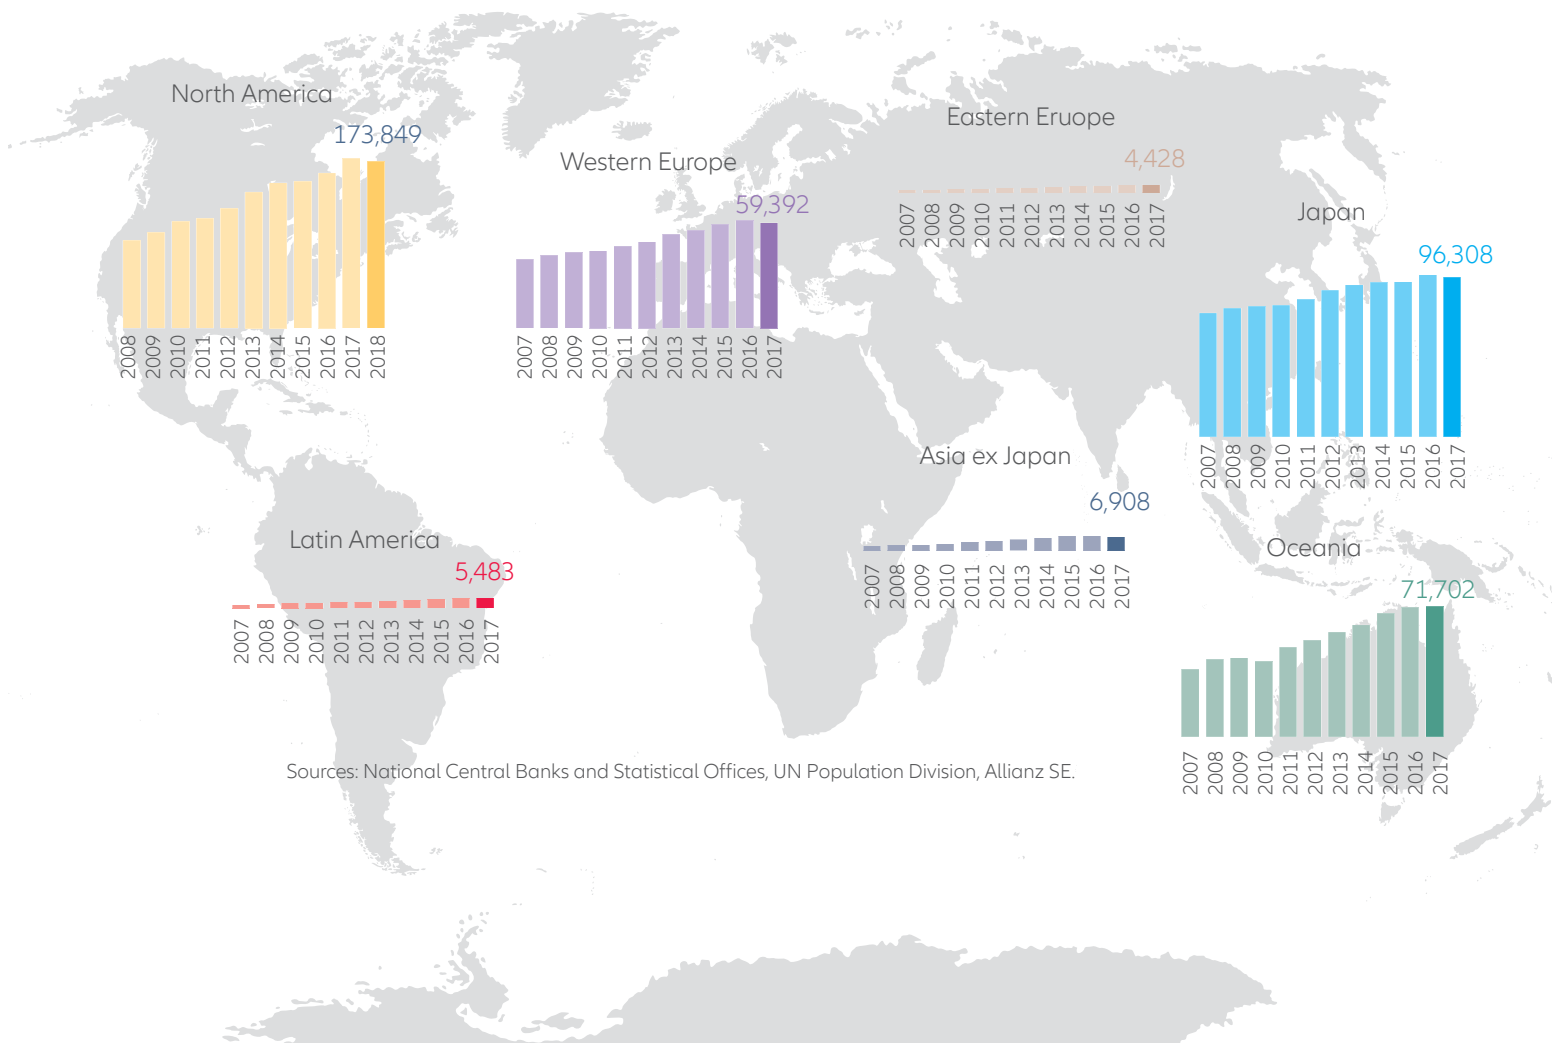 North America
173,849
2008 2009 2010 2011 2012 2013 2014 2015 2016 2017 2018
Western Europe
59,392
2007 2008 2009 2010 2011 2012 2013 2014 2015 2016 2017
Eastern Eruope
4,428
2007 2008 2009 2010 2011 2012 2013 2014 2015 2016 2017
Japan
96,308
2007 2008 2009 2010 2011 2012 2013 2014 2015 2016 2017
Asia ex Japan
6,908
2007 2008 2009 2010 2011 2012 2013 2014 2015 2016 2017
Latin America
5,483
2007 2008 2009 2010 2011 2012 2013 2014 2015 2016 2017
Oceania
71,702
2007 2008 2009 2010 2011 2012 2013 2014 2015 2016 2017
Sources: National Central Banks and Statistical Offices, UN Population Division, Allianz SE.